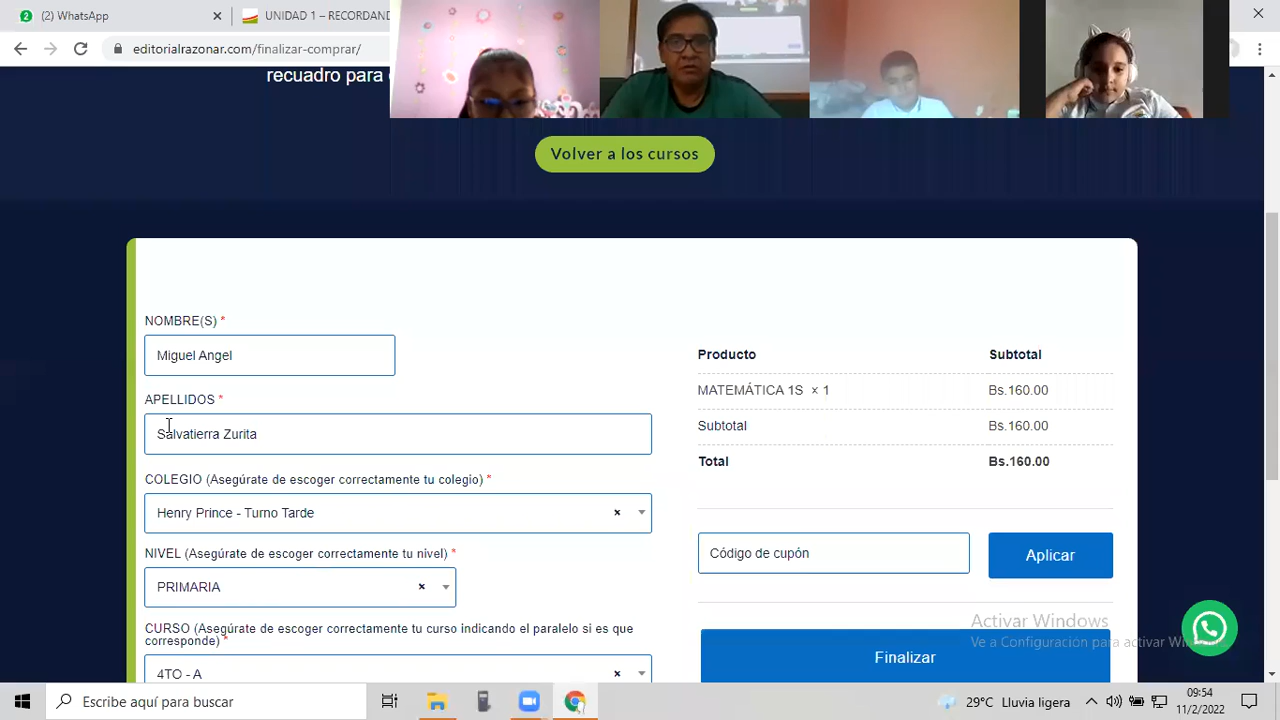 (2) WhatsApp
UNIDAD 1 – RECORDAND
editorialrazonar.com/finalizar-comprar/
recuadro para
Volver a los cursos
NOMBRE(S) *
Miguel Angel
APELLIDOS *
Salvatierra Zurita
COLEGIO (Asegúrate de escoger correctamente tu colegio) *
Henry Prince - Turno Tarde
NIVEL (Asegúrate de escoger correctamente tu nivel) *
PRIMARIA
CURSO (Asegúrate de escoger correctamente tu curso indicando el paralelo si es que
corresponde) *
4TO - A
Producto Subtotal
MATEMÁTICA 1S × 1 Bs.160.00
Subtotal Bs.160.00
Total Bs.160.00
Código de cupón
Aplicar
Finalizar
Activar Windows
Ve a Configuración para activar
Escribe aquí para buscar
29°C Lluvia ligera
09:54
11/2/2022